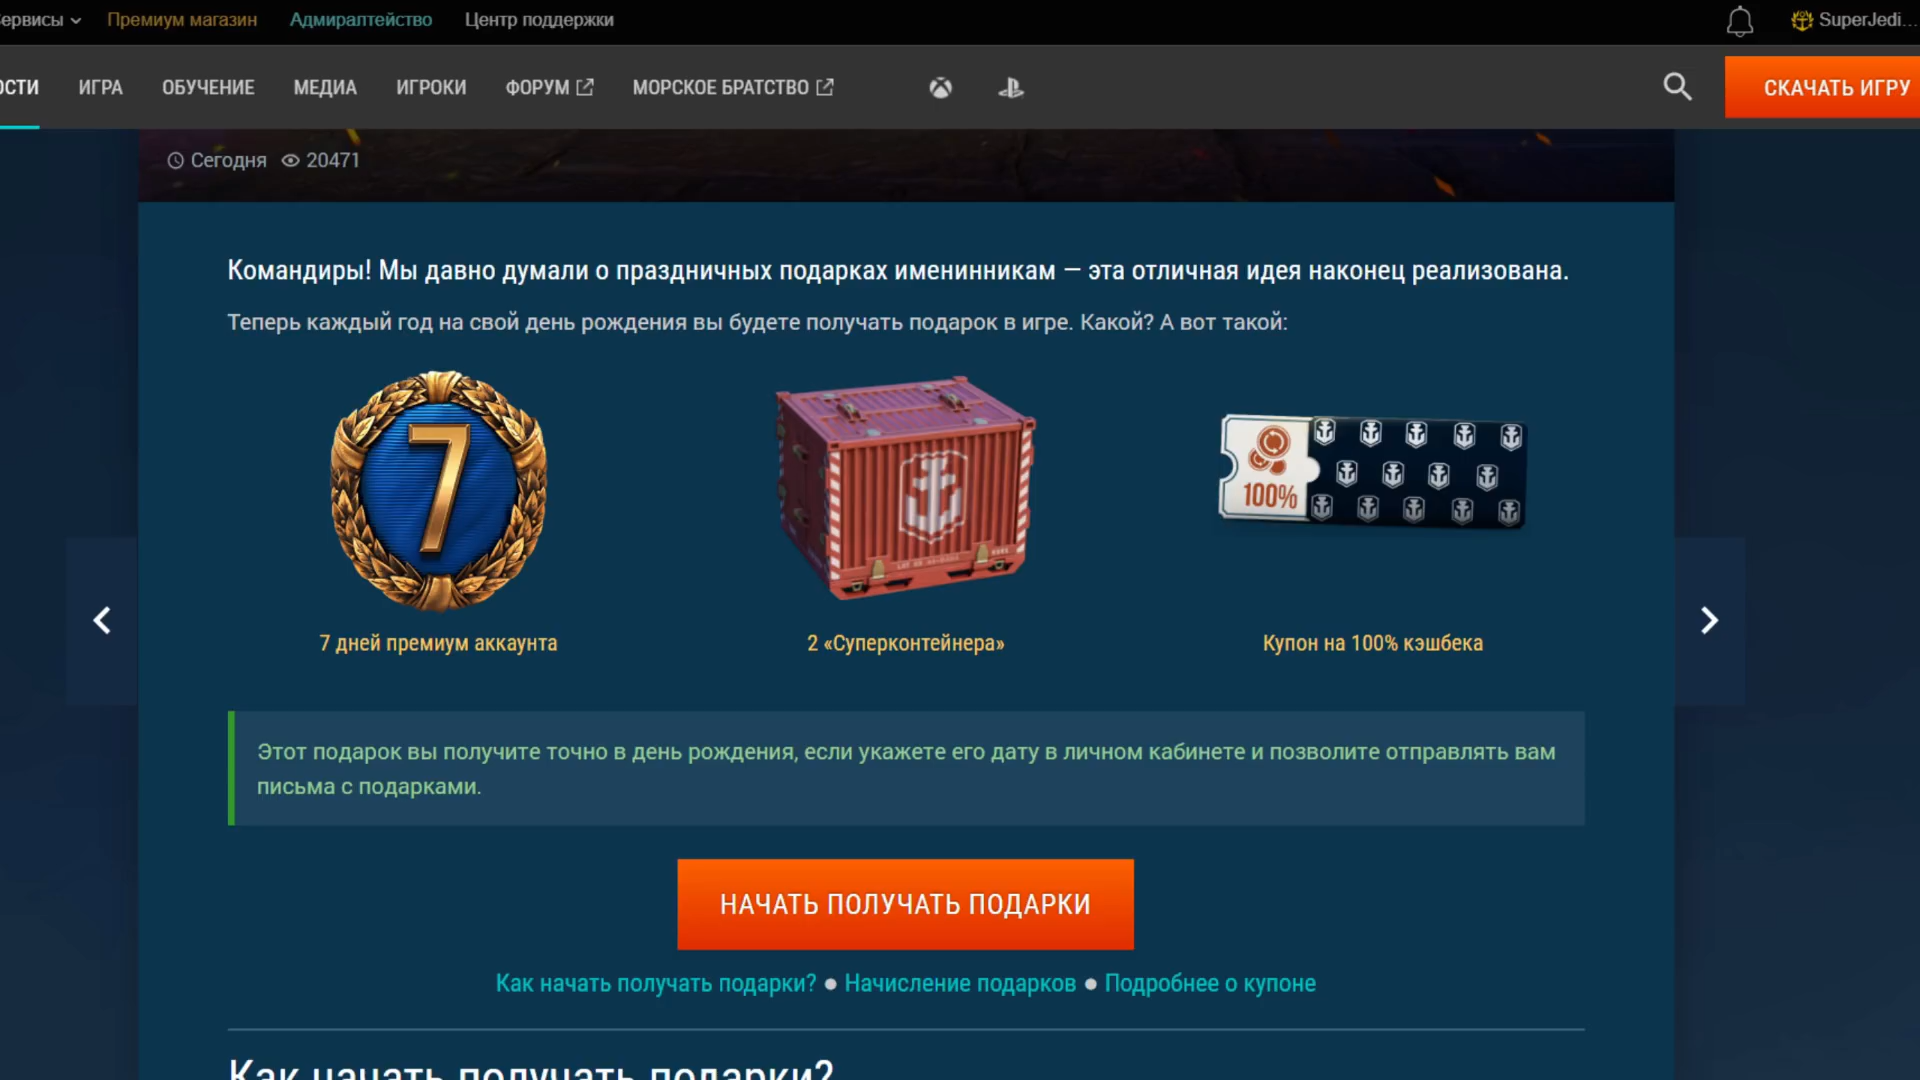 Премиум магазин Адмиралтейство Центр поддержки SuperJedi...
ИГРА ОБУЧЕНИЕ МЕДИА ИГРОКИ ФОРУМ МОРСКОЕ БРАТСТВО СКАЧАТЬ ИГРУ
Сегодня 20471
Командиры! Мы давно думали о праздничных подарках именинникам — эта отличная идея наконец реализована.
Теперь каждый год на свой день рождения вы будете получать подарок в игре. Какой? А вот такой:
7
100%
7 дней премиум аккаунта
2 «Суперконтейнера»
Купон на 100% кэшбека
Этот подарок вы получите точно в день рождения, если укажете его дату в личном кабинете и позволите отправлять вам
письма с подарками.
НАЧАТЬ ПОЛУЧАТЬ ПОДАРКИ
Как начать получать подарки? ● Начисление подарков ● Подробнее о купоне
Как начать получать подарки?